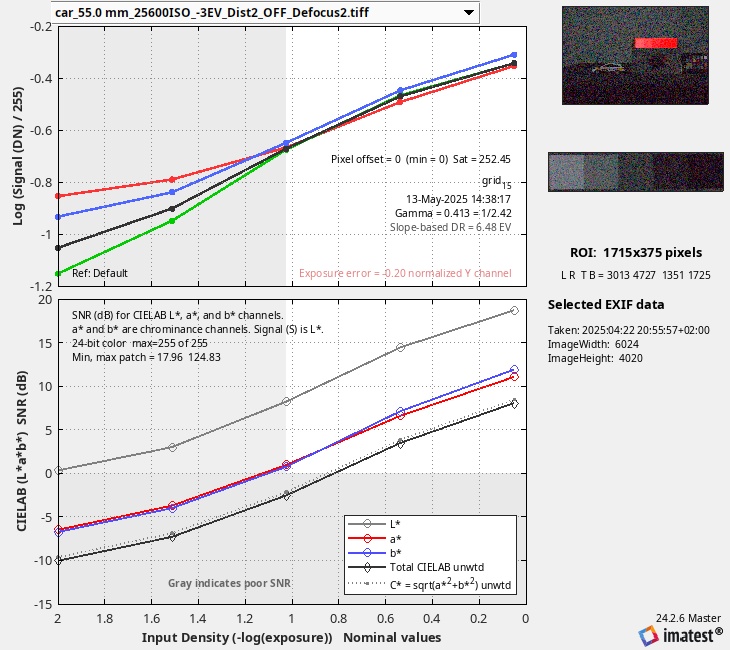 car_55.0 mm_25600ISO_-3EV_Dist2_OFF_Defocus2.tiff
Log (Signal (DN) / 255)
-0.2
-0.4
-0.6
-0.8
-1
-1.2
Pixel offset = 0 (min = 0) Sat = 252.45
grid_15
13-May-2025 14:38:17
Gamma = 0.413 = 1/2.42
Slope-based DR = 6.48 EV
Ref: Default
Exposure error = -0.20 normalized Y channel
CIELAB (L*a*b*) SNR (dB)
20
15
10
5
0
-5
-10
-15
SNR (dB) for CIELAB L*, a*, and b* channels.
a* and b* are chrominance channels. Signal (S) is L*.
24-bit color max=255 of 255
Min, max patch = 17.96 124.83
L*
a*
b*
Total CIELAB unwtd
C* = sqrt(a*2+b*2) unwtd
Gray indicates poor SNR
2 1.8 1.6 1.4 1.2 1 0.8 0.6 0.4 0.2 0
Input Density (-log(exposure)) Nominal values
ROI: 1715x375 pixels
L R T B = 3013 4727 1351 1725
Selected EXIF data
Taken: 2025:04:22 20:55:57+02:00
ImageWidth: 6024
ImageHeight: 4020
24.2.6 Master
imatest®